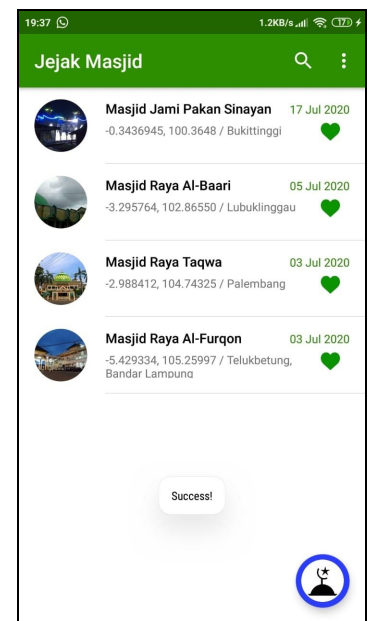 19:37 1.2KB/s 17
Jejak Masjid
Masjid Jami Pakan Sinayan 17 Jul 2020
-0.3436945, 100.3648 / Bukittinggi
Masjid Raya Al-Baari 05 Jul 2020
-3.295764, 102.86550 / Lubuklinggau
Masjid Raya Taqwa 03 Jul 2020
-2.988412, 104.74325 / Palembang
Masjid Raya Al-Furqon 03 Jul 2020
-5.429334, 105.25997 / Telukbetung,
Bandar Lampung
Success!